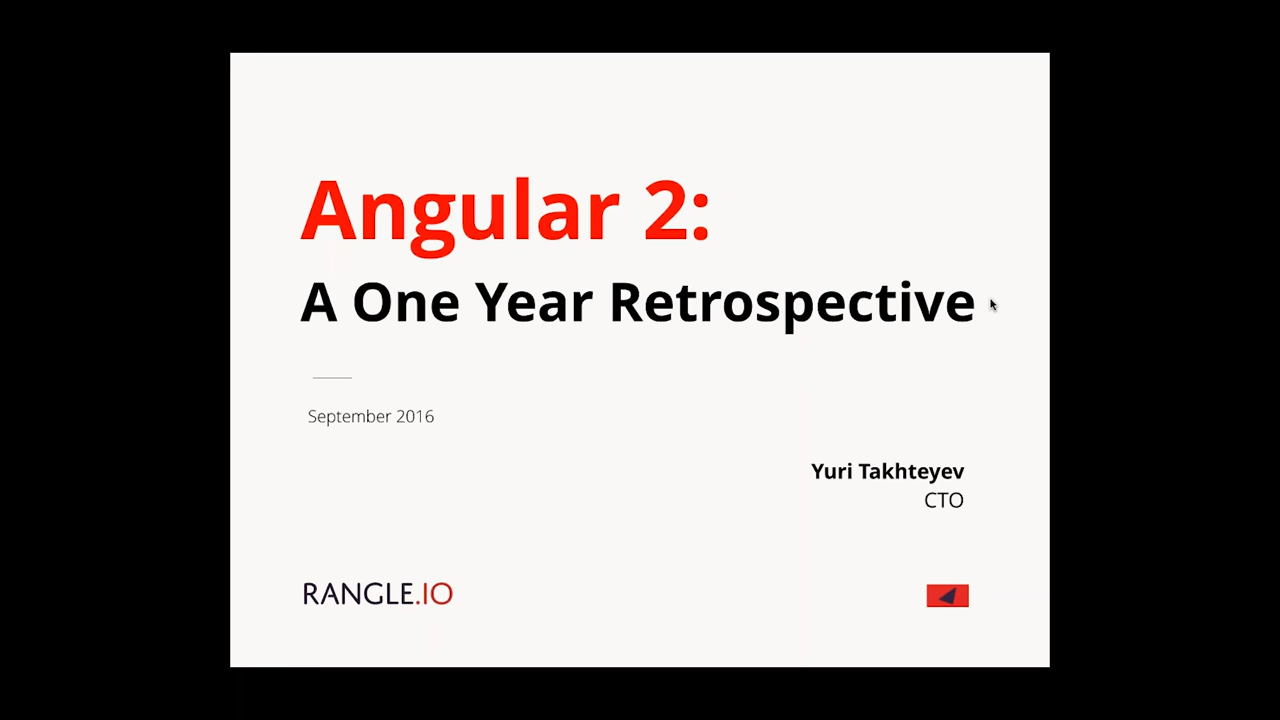 Angular 2:
A One Year Retrospective
September 2016
Yuri Takhteyev
CTO
RANGLE.IO